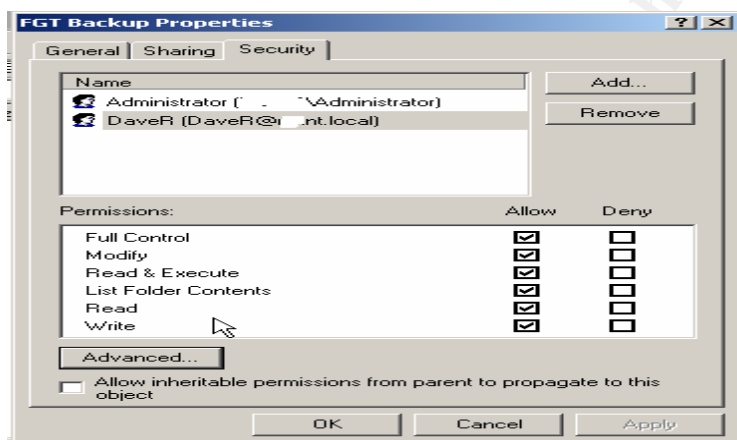 FGT Backup Properties
General Sharing Security
Name
Add...
Administrator ( \Administrator)
Remove
DaveR (DaveR@ nt.local)
Permissions: Allow Deny
Full Control
Modify
Read & Execute
List Folder Contents
Read
Write
Advanced...
Allow inheritable permissions from parent to propagate to this
object
OK Cancel Apply